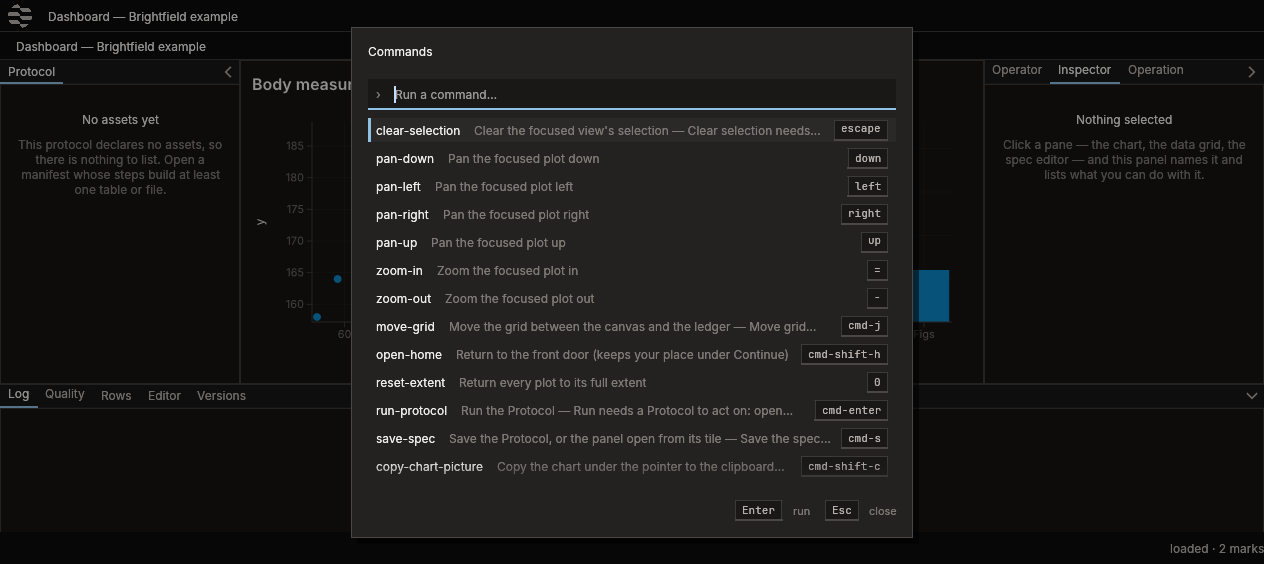 Dashboard — Brightfield example
Dashboard — Brightfield example
Protocol
No assets yet
This protocol declares no assets, so
there is nothing to list. Open a
manifest whose steps build at least
one table or file.
Body measur
y
185
180
175
170
165
160
60
Figs
Commands
› Run a command...
clear-selection Clear the focused view's selection — Clear selection needs... escape
pan-down Pan the focused plot down down
pan-left Pan the focused plot left left
pan-right Pan the focused plot right right
pan-up Pan the focused plot up up
zoom-in Zoom the focused plot in =
zoom-out Zoom the focused plot out -
move-grid Move the grid between the canvas and the ledger — Move grid... cmd-j
open-home Return to the front door (keeps your place under Continue) cmd-shift-h
reset-extent Return every plot to its full extent 0
run-protocol Run the Protocol — Run needs a Protocol to act on: open... cmd-enter
save-spec Save the Protocol, or the panel open from its tile — Save the spec... cmd-s
copy-chart-picture Copy the chart under the pointer to the clipboard... cmd-shift-c
Enter run Esc close
Operator Inspector Operation
Nothing selected
Click a pane — the chart, the data grid, the
spec editor — and this panel names it and
lists what you can do with it.
Log Quality Rows Editor Versions
loaded · 2 marks